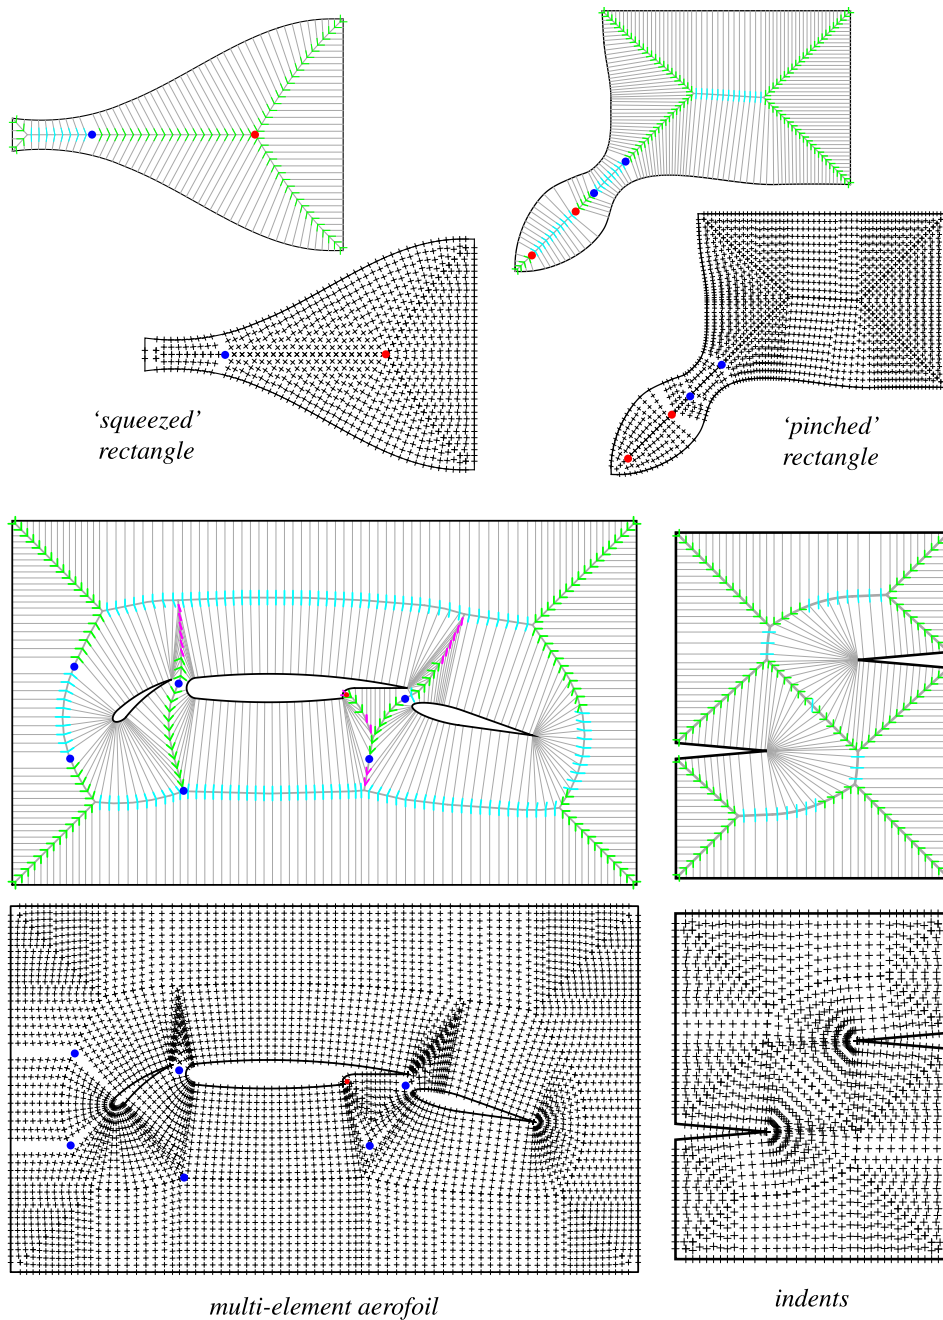 ‘squeezed’
rectangle
‘pinched’
rectangle
multi-element aerofoil
indents